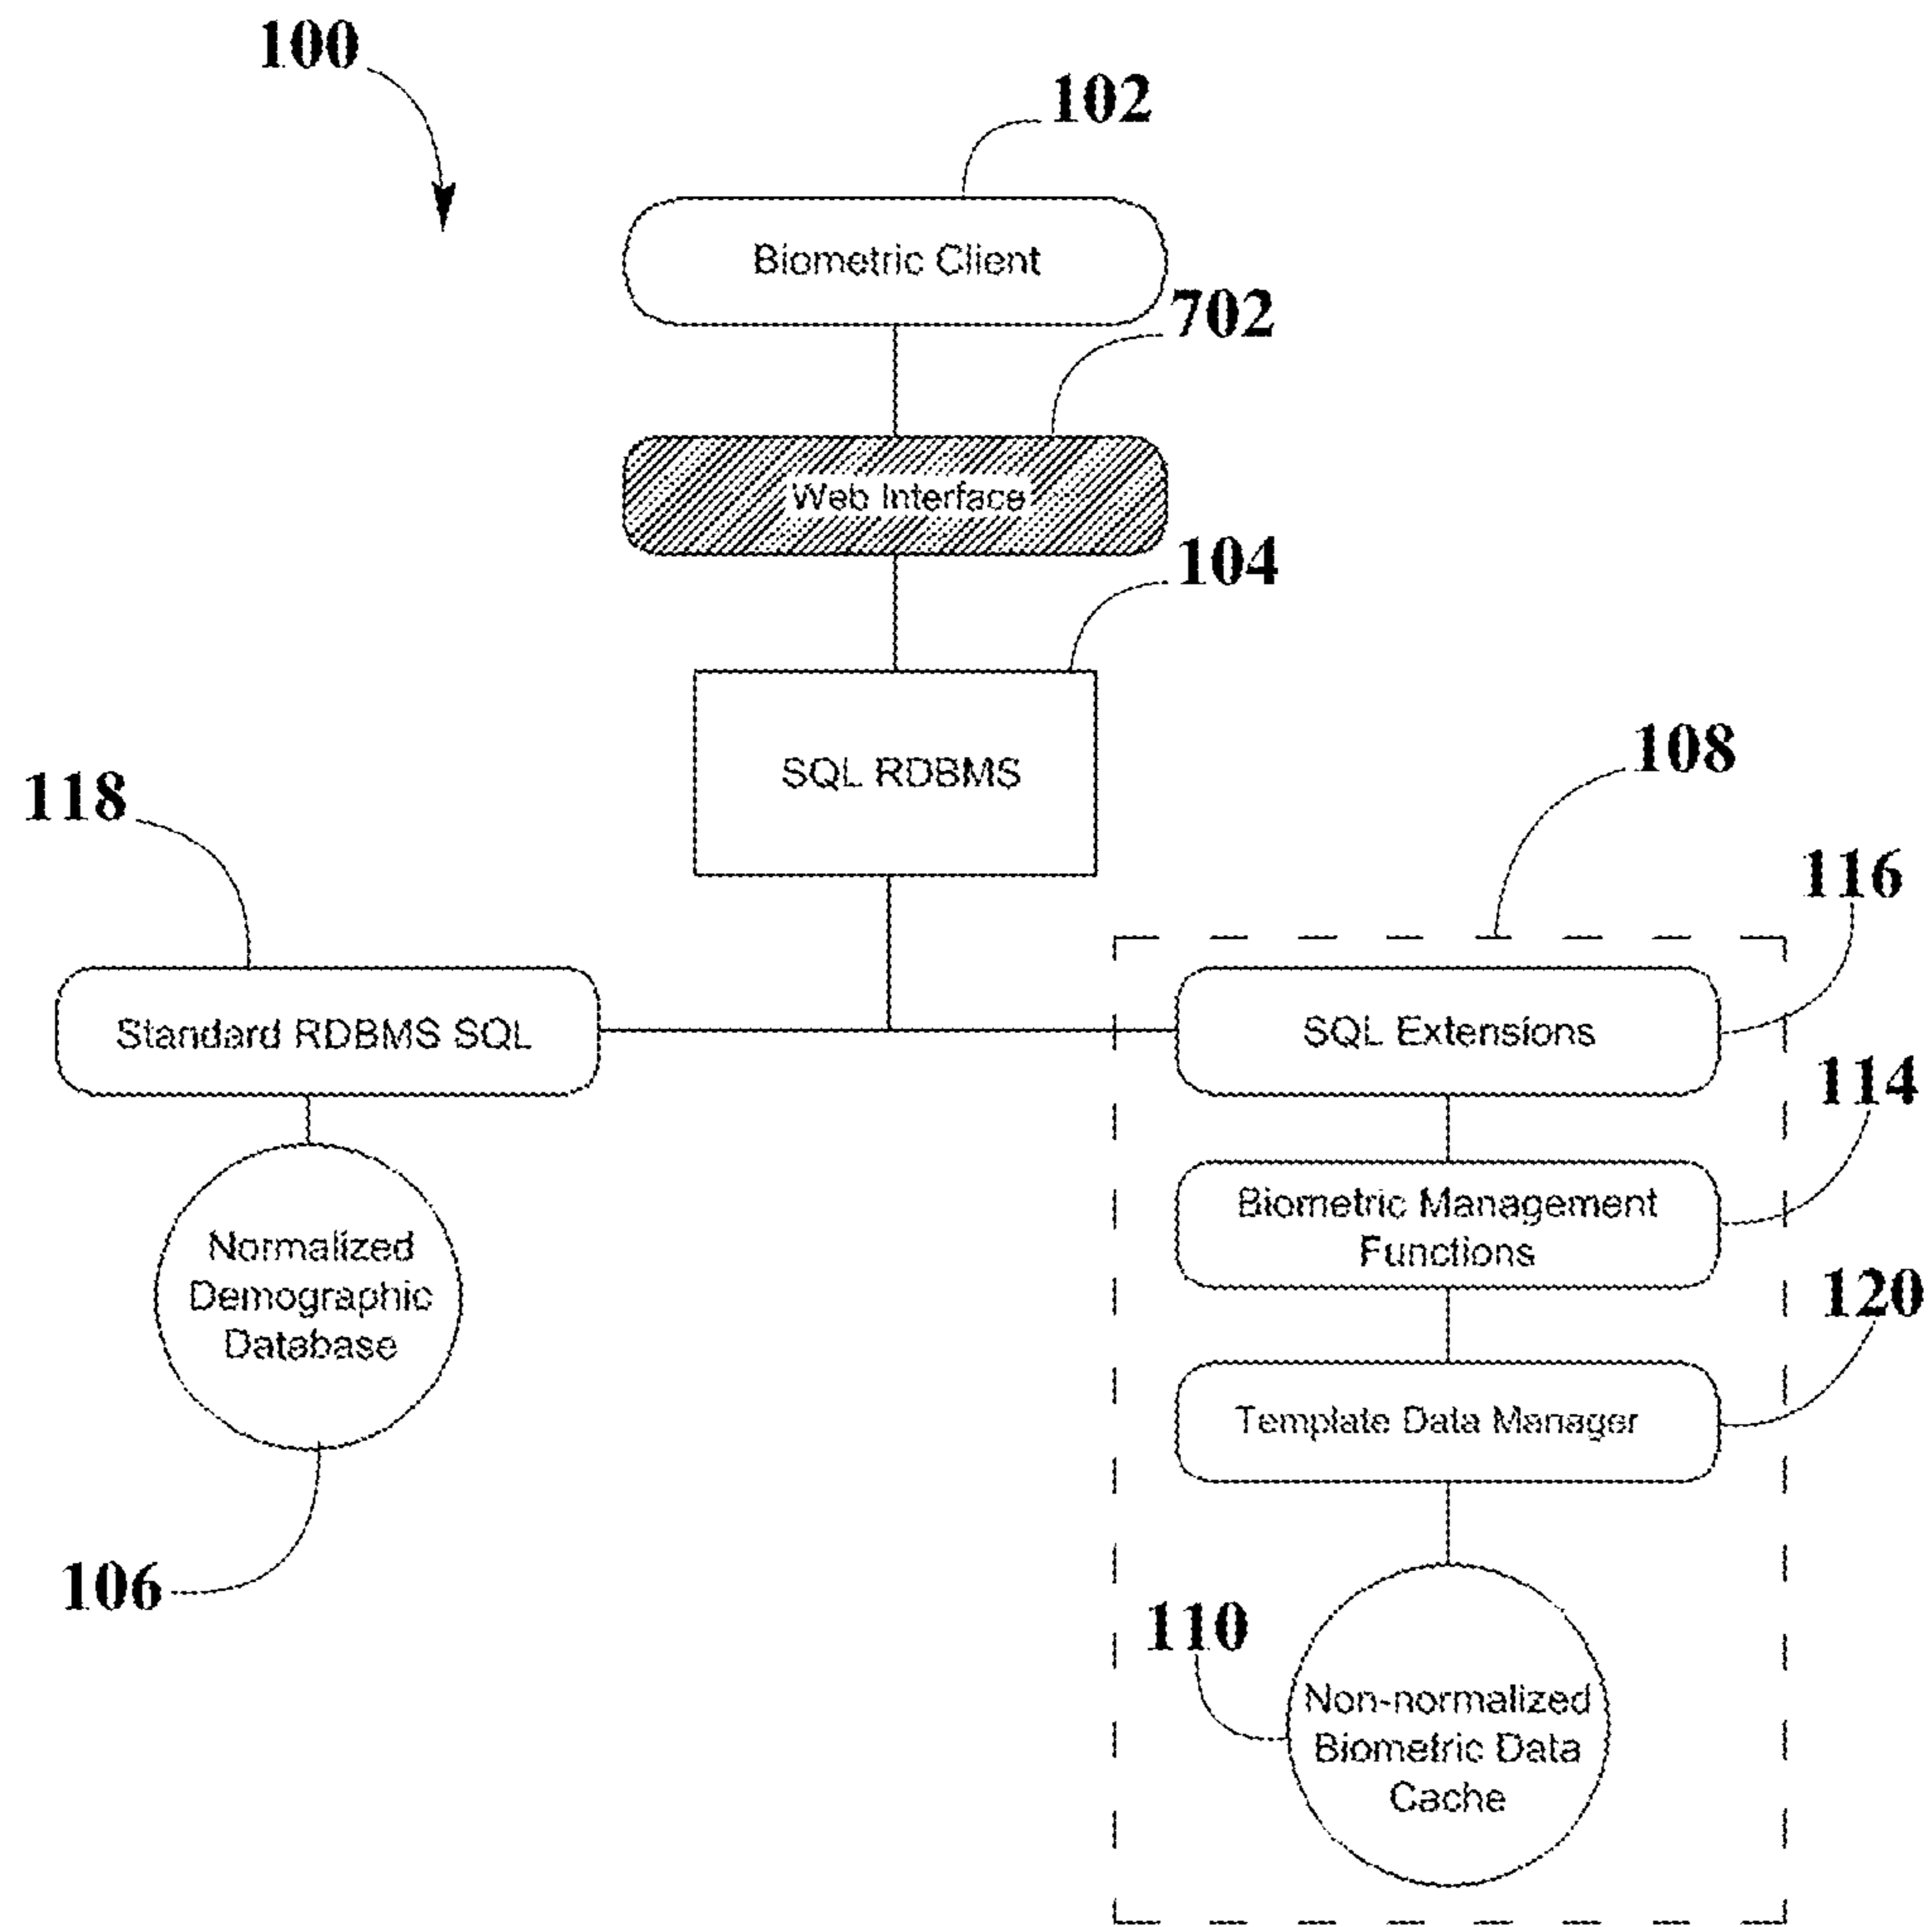 100
102
Biometric Client
702
Web Interface
104
SQL RDBMS
108
118
116
Standard RDBMS SQL
SQL Extensions
114
Biometric Management
Functions
Normalized
Demographic
Database
120
Template Data Manager
106
110
Non-normalized
Biometric Data
Cache